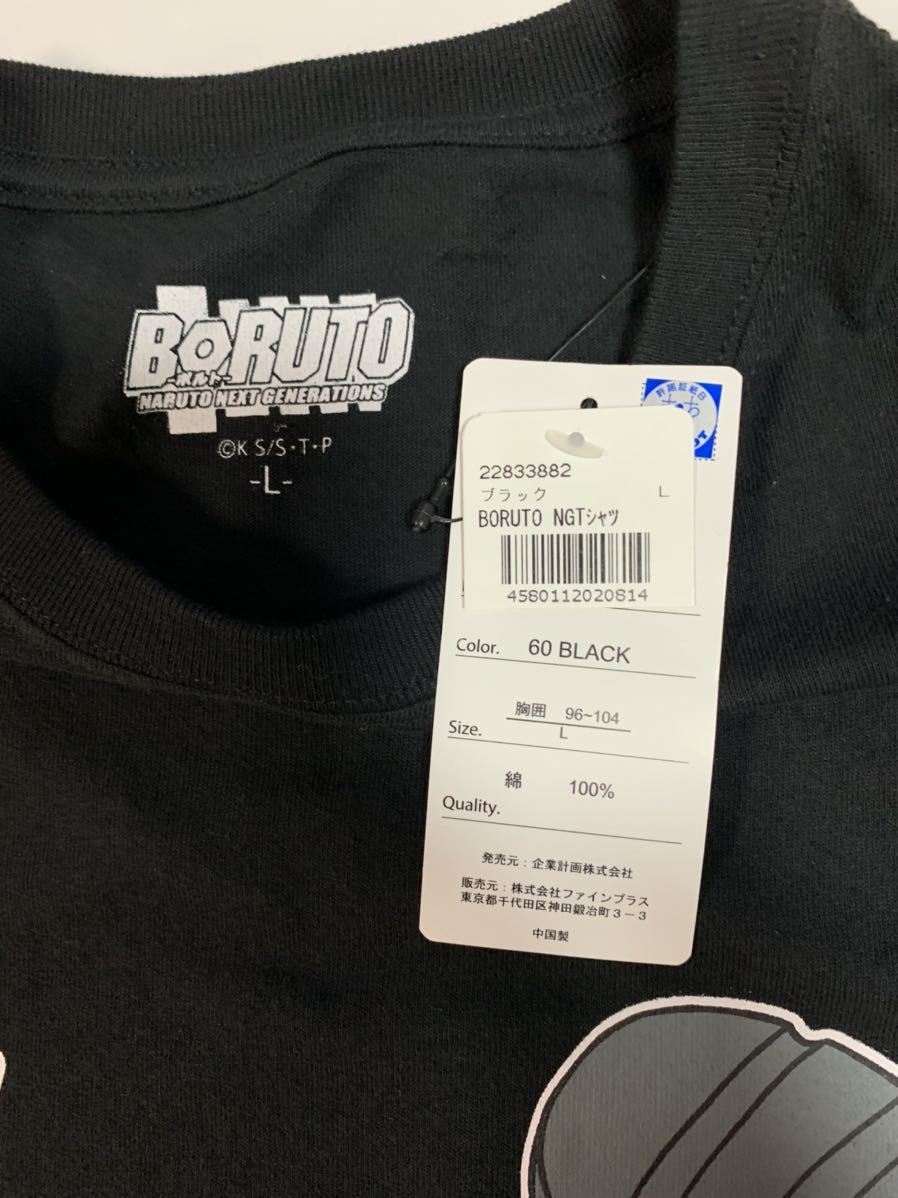 BORUTO
-ボルト-
NARUTO NEXT GENERATIONS
©K S/S・T・P
-L-
22833882
ブラック L
BORUTO NGTシャツ
4580112020814
Color. 60 BLACK
胸囲 96~104
Size. L
綿 100%
Quality.
発売元：企業計画株式会社
販売元：株式会社ファインプラス
東京都千代田区神田鍛冶町３－３
中国製